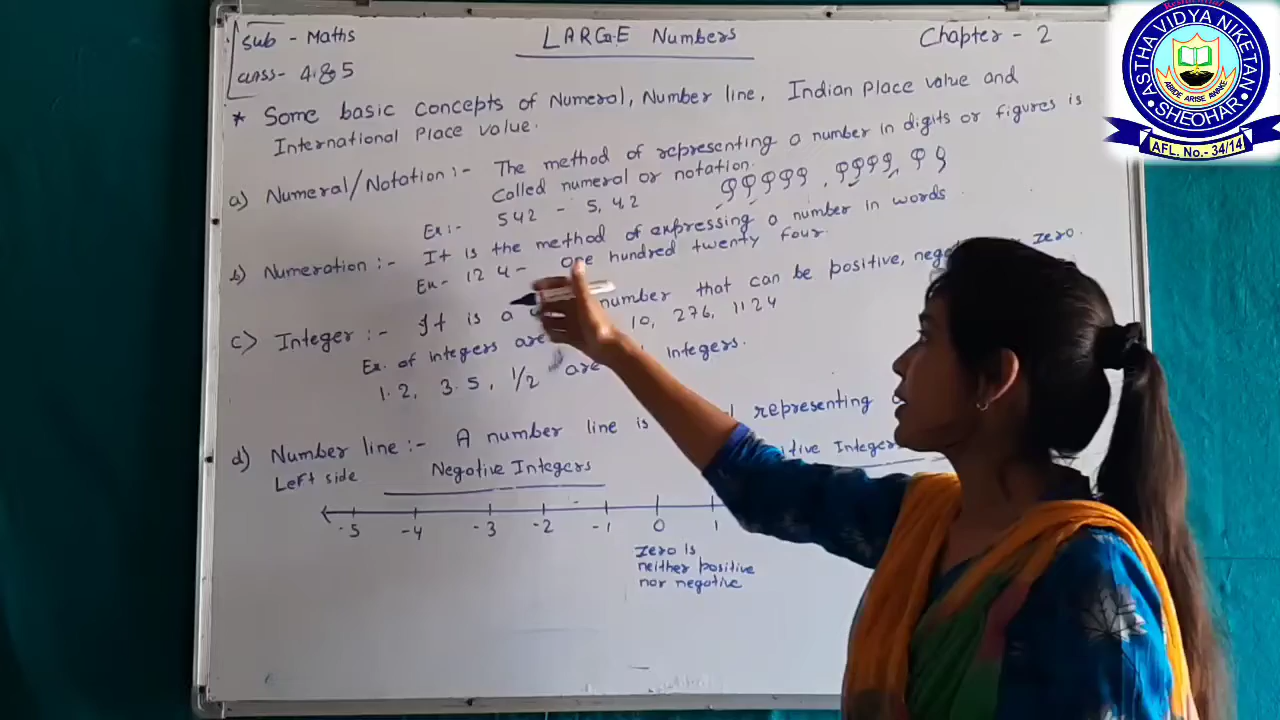 Sub - Maths
Class - 4 & 5
LARGE Numbers
Chapter - 2
* Some basic concepts of Numeral, Number line, Indian Place value and
International Place value.
a) Numeral/Notation :- The method of representing a number in digits or figures is
Called numeral or notation.
Ex :- 542 - 5, 4, 2
b) Numeration :- It is the method of expressing a number in words
Ex - 124 - one hundred twenty four.
c) Integer :- It is a number that can be positive, zero.
Ex. of integers are 10, 276, 1124
1.2, 3.5, 1/2 are integers.
d) Number line :- A number line is representing
Left side
Negative Integers
Integers
-5 -4 -3 -2 -1 0 1
Zero is
neither positive
nor negative
Residential
ASTHA VIDYA NIKETAN
ABIDE ARISE AWAKE
SHEOHAR
AFL. No.- 34/14